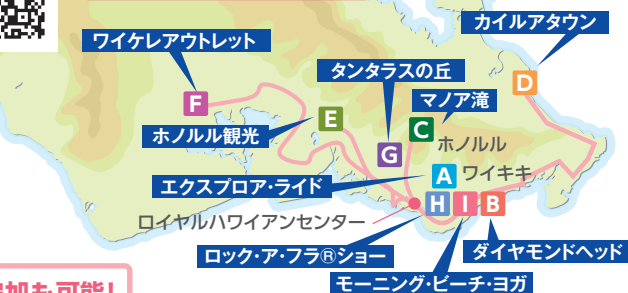 カイルアタウン
ワイケレアウトレット
タンタラスの丘
D
マノア滝
F
E
C
ホノルル観光
ホノルル
G
A
ワイキキ
エクスプロア・ライド
H
I
B
ロイヤルハワイアンセンター
ロック・ア・フラ®ショー
ダイヤモンドヘッド
モーニング・ビーチ・ヨガ